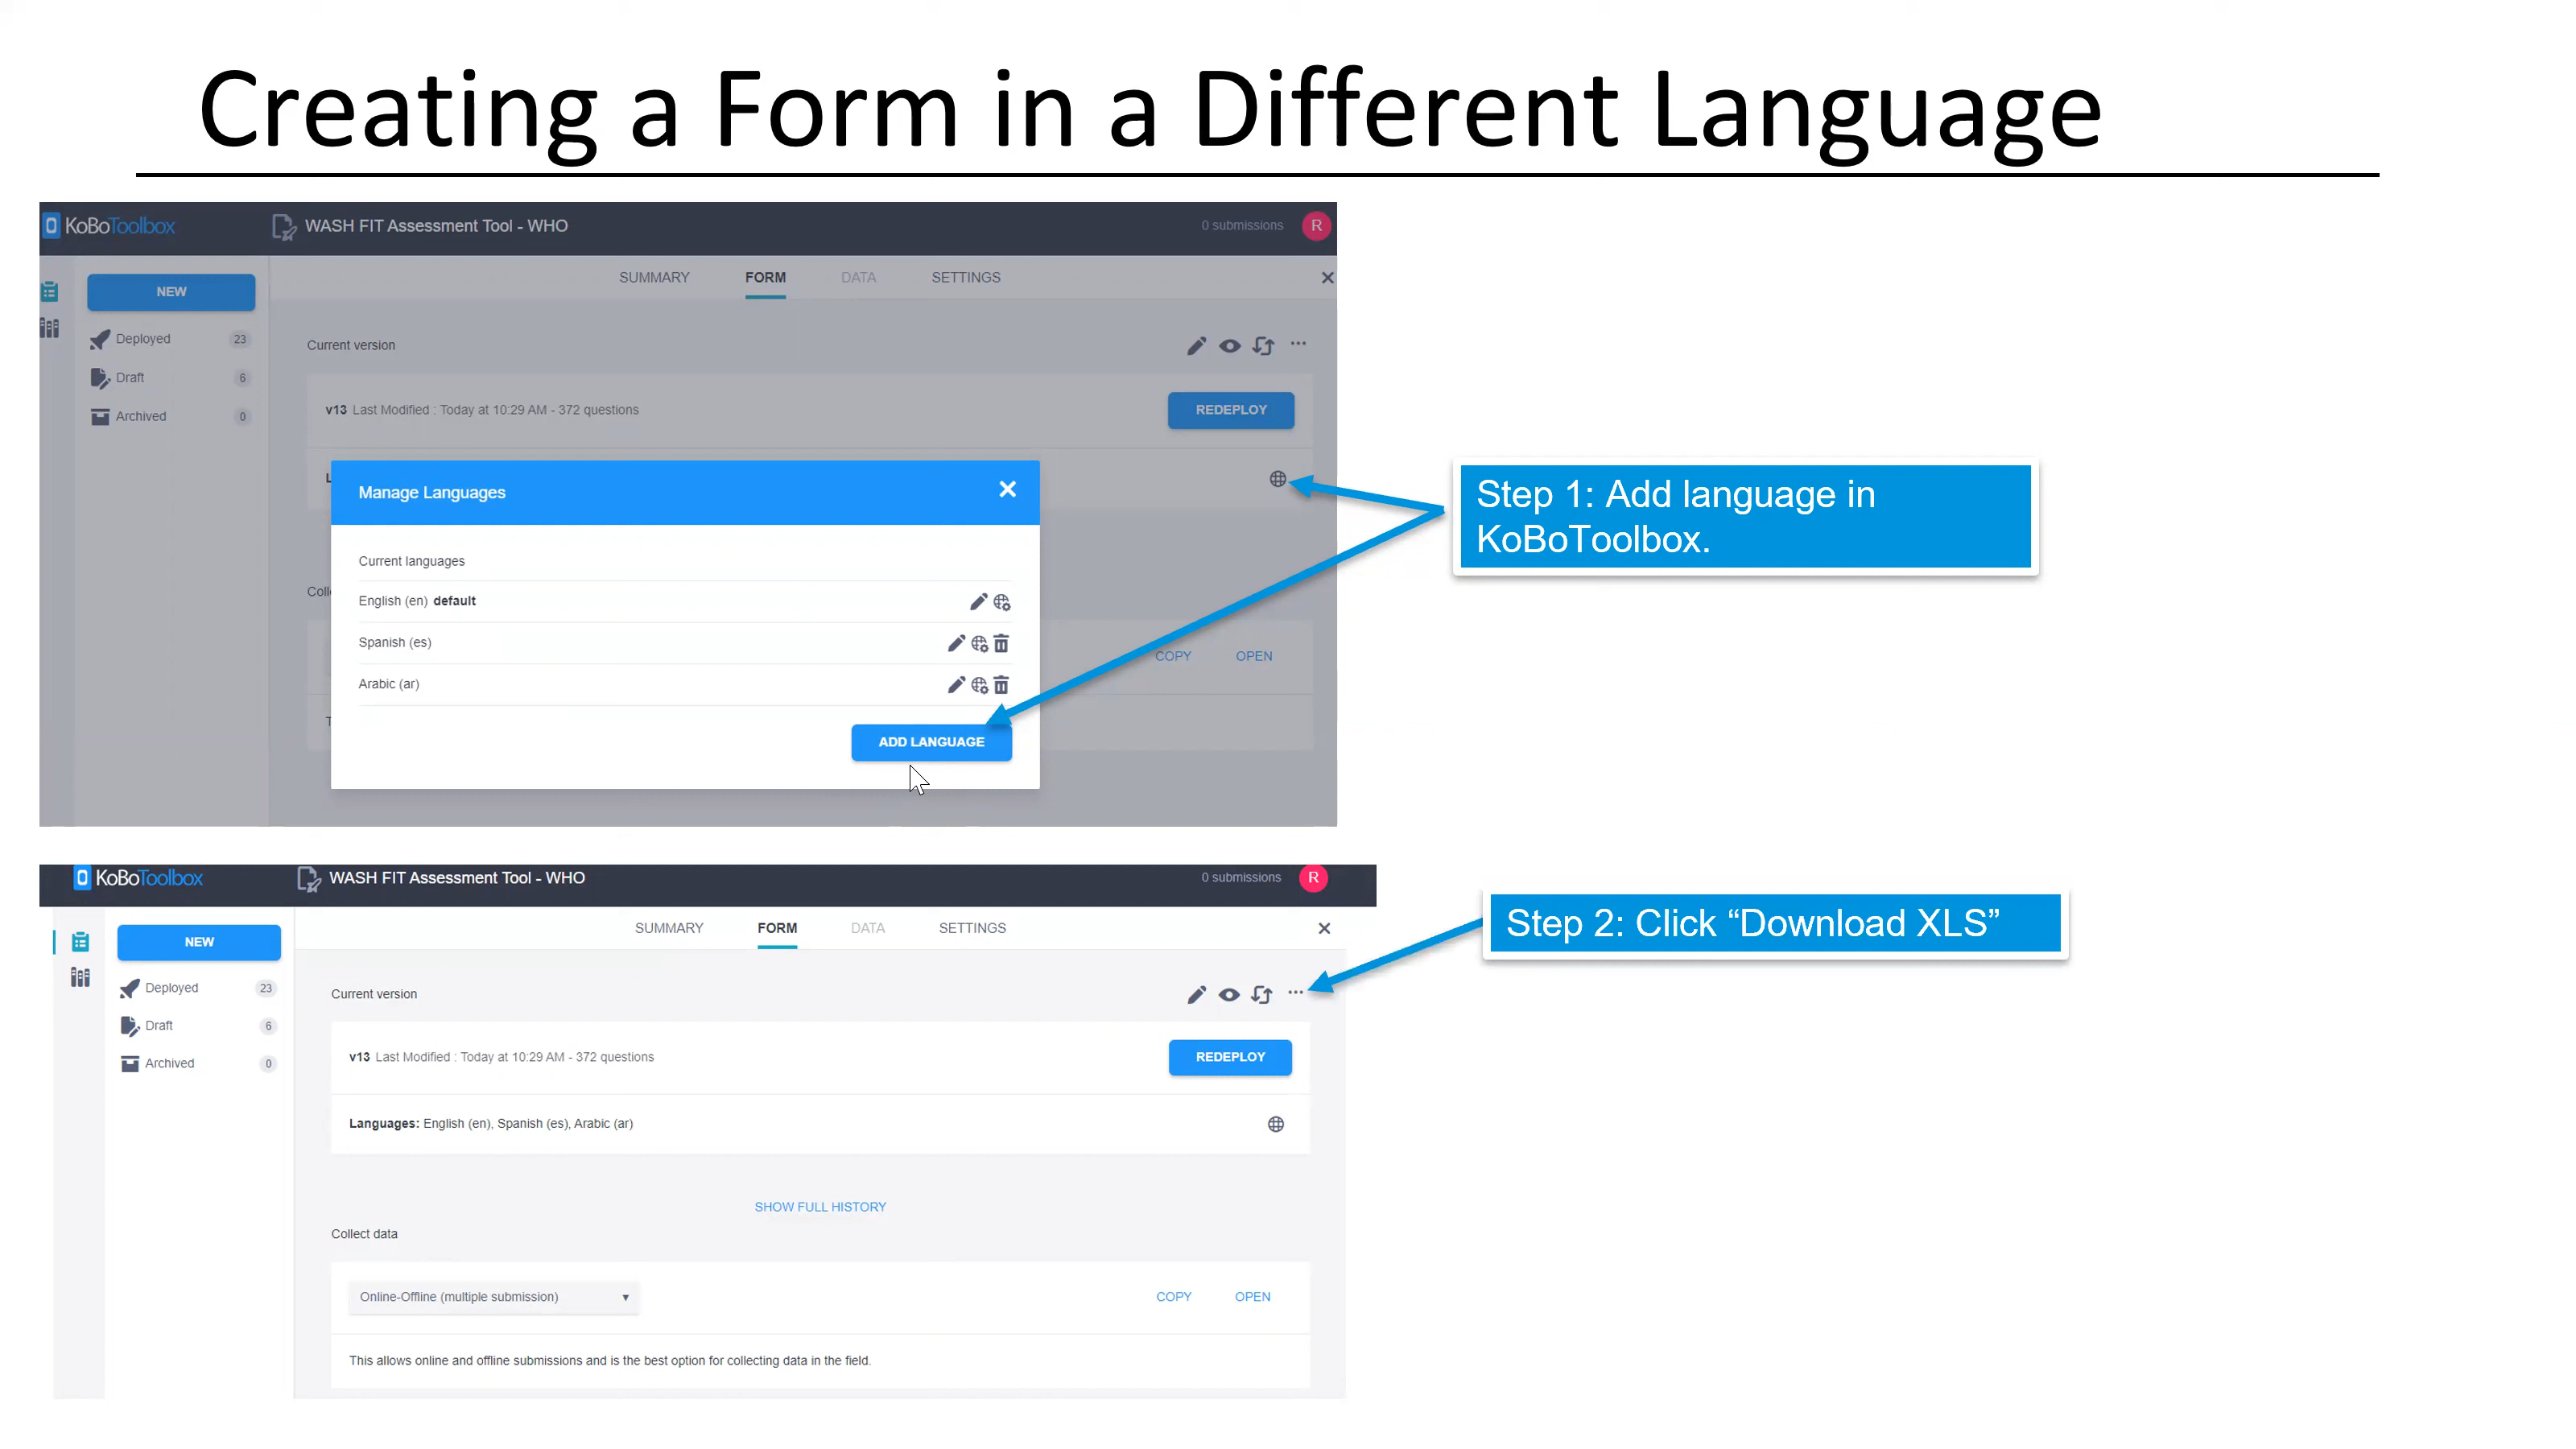 Creating a Form in a Different Language
KoBoToolbox
WASH FIT Assessment Tool - WHO
0 submissions
R
SUMMARY
FORM
DATA
SETTINGS
NEW
Deployed 23
Draft 6
Archived 0
Current version
v13 Last Modified : Today at 10:29 AM - 372 questions
REDEPLOY
L
Manage Languages
Current languages
English (en) default
Spanish (es)
Arabic (ar)
ADD LANGUAGE
Coll
COPY
OPEN
T
Step 1: Add language in
KoBoToolbox.
KoBoToolbox
WASH FIT Assessment Tool - WHO
0 submissions
R
SUMMARY
FORM
DATA
SETTINGS
NEW
Deployed 23
Draft 6
Archived 0
Current version
v13 Last Modified : Today at 10:29 AM - 372 questions
REDEPLOY
Languages: English (en), Spanish (es), Arabic (ar)
SHOW FULL HISTORY
Collect data
Online-Offline (multiple submission)
COPY
OPEN
This allows online and offline submissions and is the best option for collecting data in the field.
Step 2: Click “Download XLS”